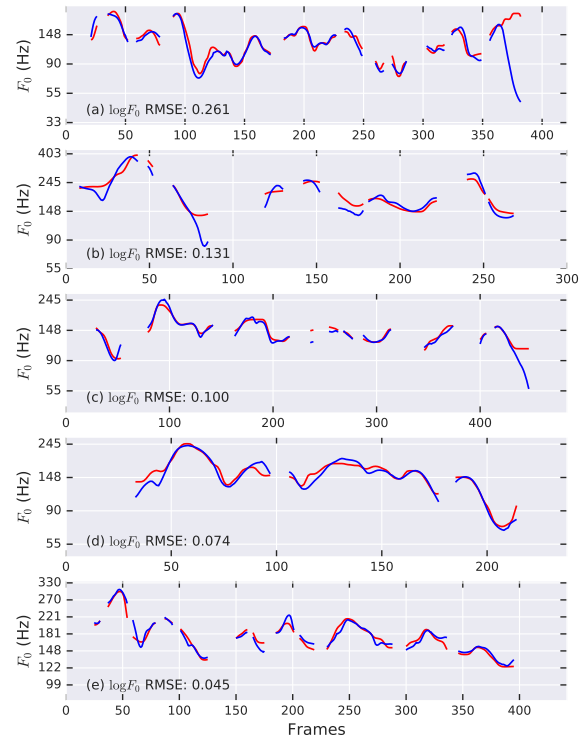 148
90
55
33
F0 (Hz)
(a) logF0 RMSE: 0.261
0 50 100 150 200 250 300 350 400
403
245
148
90
55
F0 (Hz)
(b) logF0 RMSE: 0.131
0 50 100 150 200 250 300
245
148
90
55
F0 (Hz)
(c) logF0 RMSE: 0.100
100 200 300 400
245
148
90
55
F0 (Hz)
(d) logF0 RMSE: 0.074
50 100 150 200
330
270
221
181
148
122
99
F0 (Hz)
(e) logF0 RMSE: 0.045
0 50 100 150 200 250 300 350 400
Frames